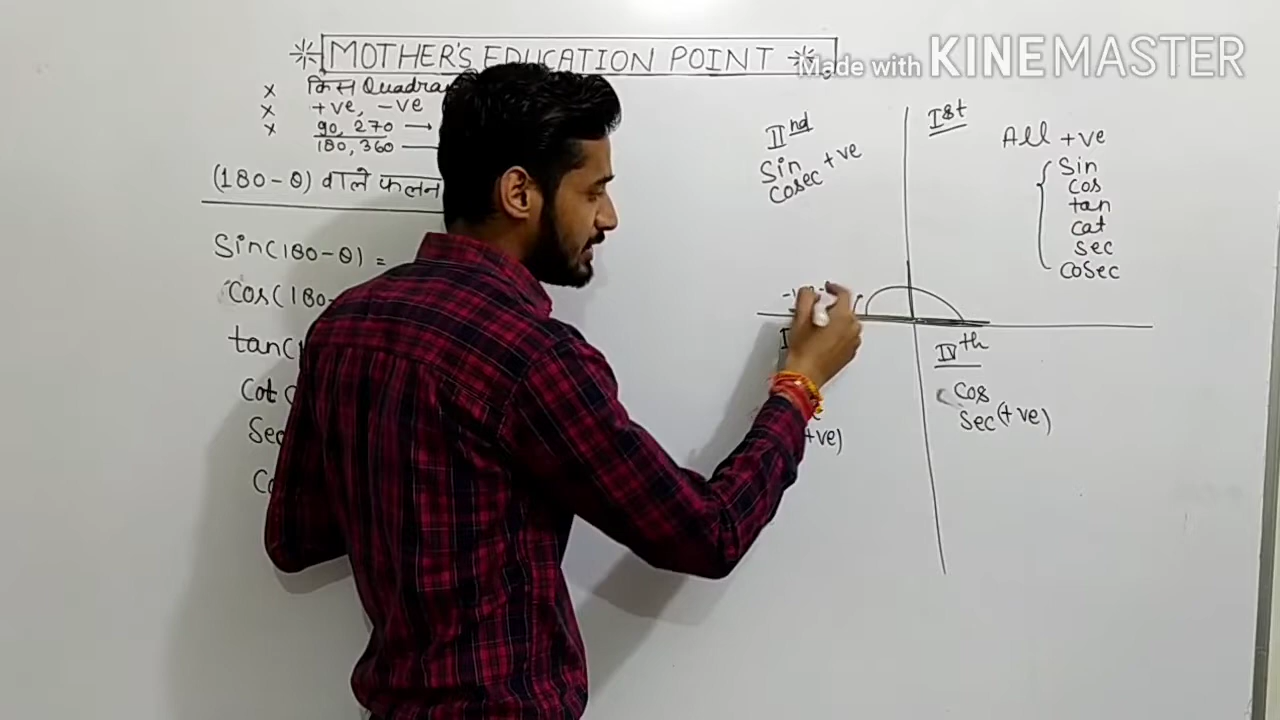 MOTHER'S EDUCATION POINT
Made with KINEMASTER
x किस Quadra
x +ve, -ve
x 90, 270 →
180, 360
(180-θ) वाले फलन
Sin(180-θ) =
Cos(180-
tan(
Cot
Sec
IInd
Sin
cosec +ve
Ist
All +ve
Sin
cos
tan
cat
sec
cosec
+ve)
IVth
Cos
Sec(+ve)